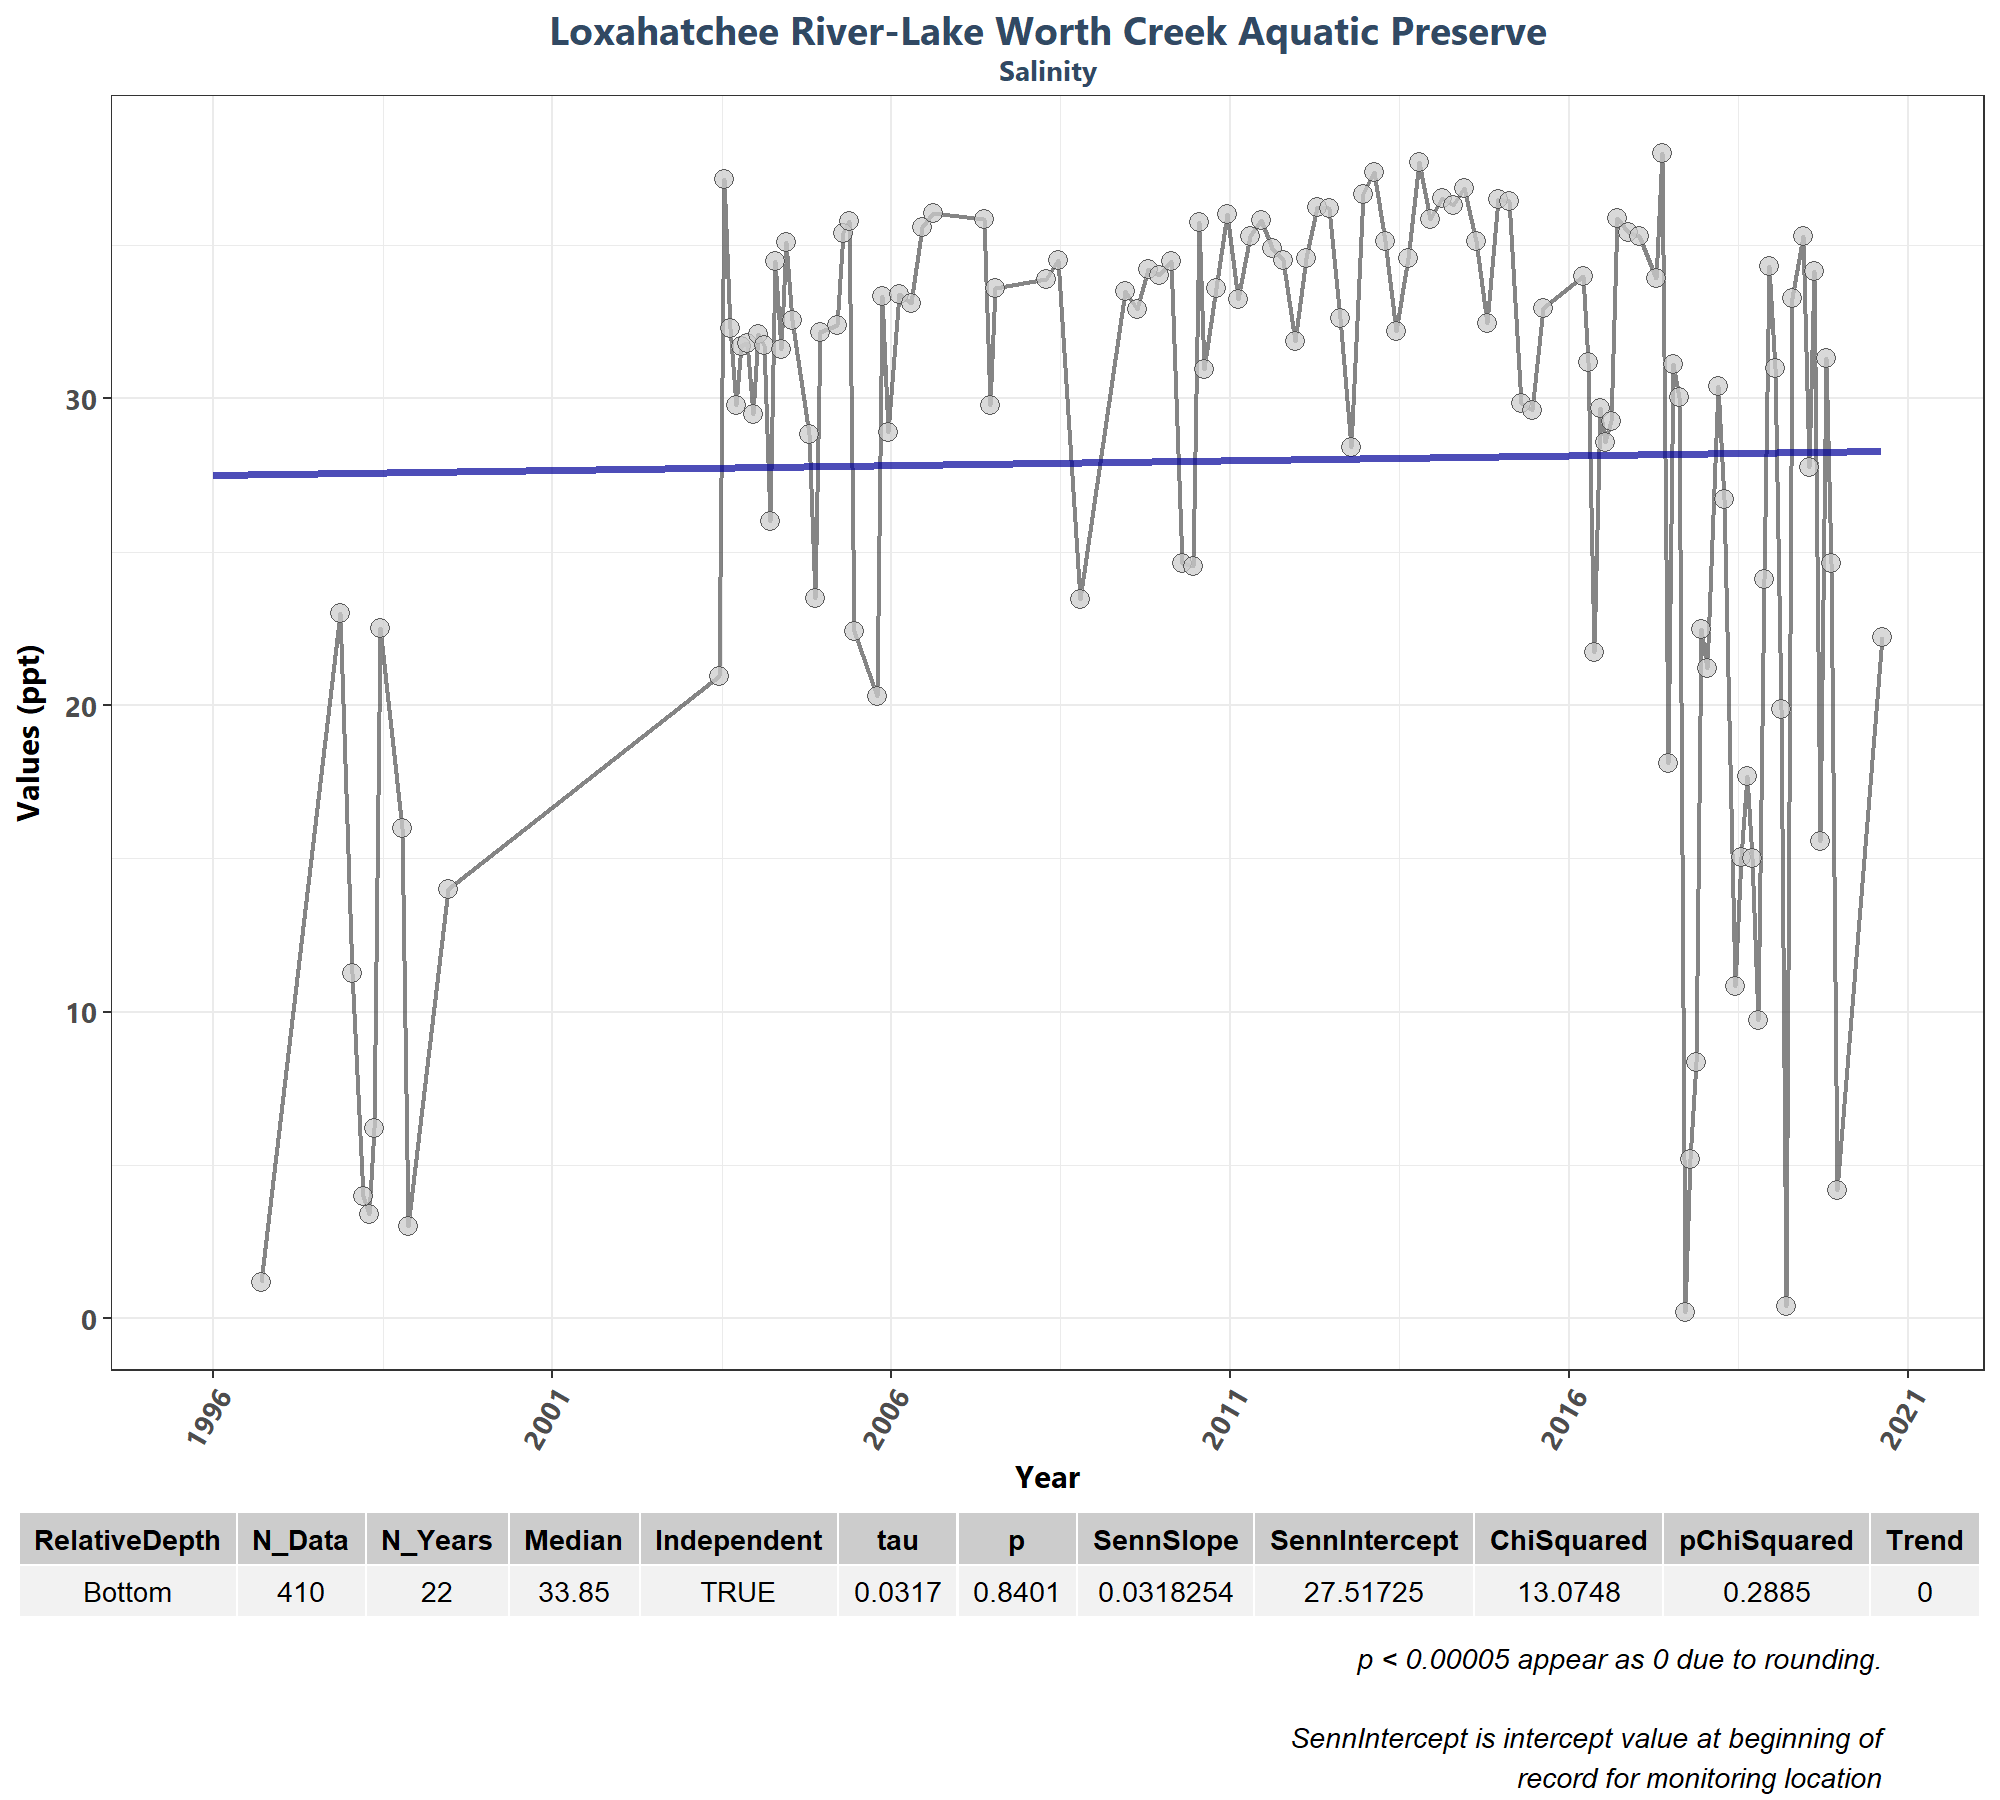 Loxahatchee River-Lake Worth Creek Aquatic Preserve
Salinity
Values (ppt)
30
20
10
0
1996 2001 2006 2011 2016 2021
Year
RelativeDepth N_Data N_Years Median Independent tau p SennSlope SennIntercept ChiSquared pChiSquared Trend
Bottom 410 22 33.85 TRUE 0.0317 0.8401 0.0318254 27.51725 13.0748 0.2885 0
p < 0.00005 appear as 0 due to rounding.
SennIntercept is intercept value at beginning of
record for monitoring location